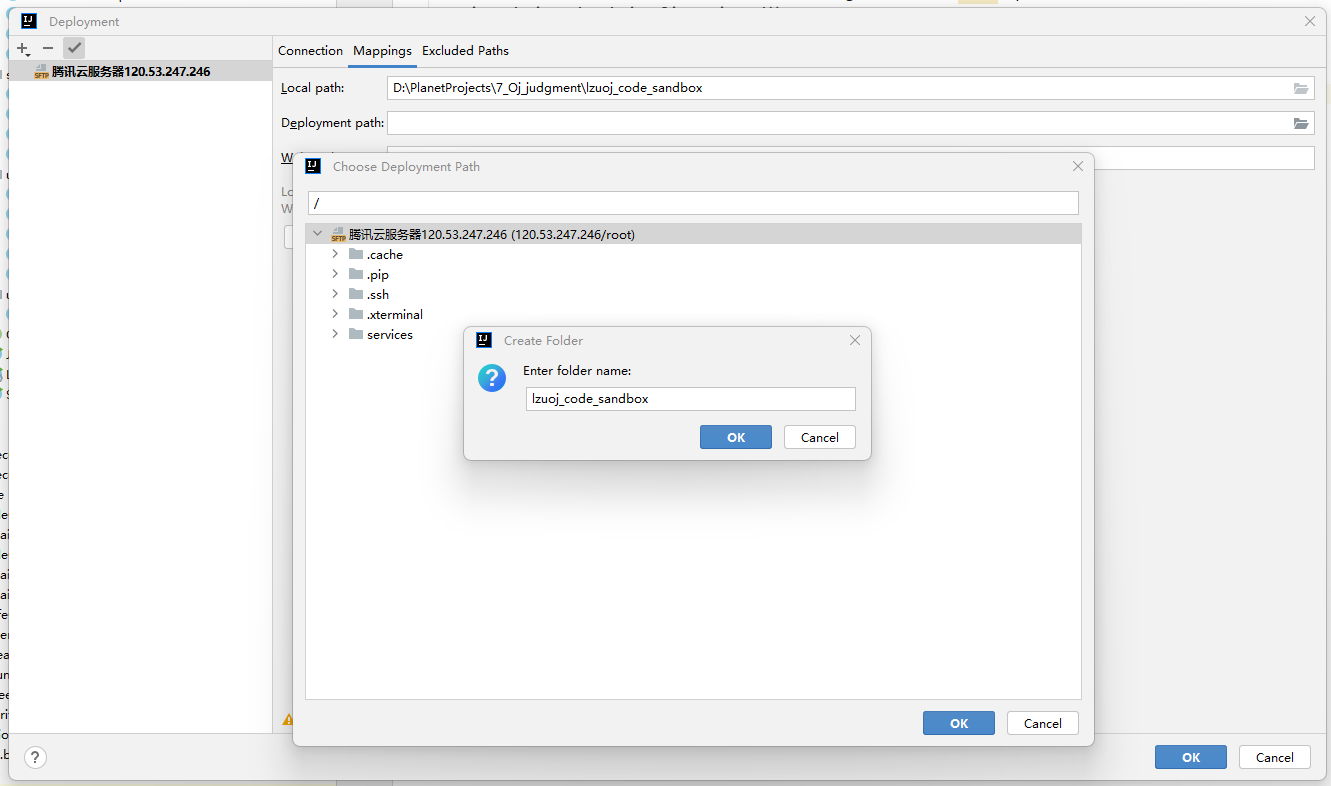 Deployment
腾讯云服务器120.53.247.246
Connection Mappings Excluded Paths
Local path: D:\PlanetProjects\7_Oj_judgment\lzuoj_code_sandbox
Deployment path:
Choose Deployment Path
/
腾讯云服务器120.53.247.246 (120.53.247.246/root)
.cache
.pip
.ssh
.xterminal
services
Create Folder
Enter folder name:
lzuoj_code_sandbox
OK Cancel
OK Cancel
OK Cancel